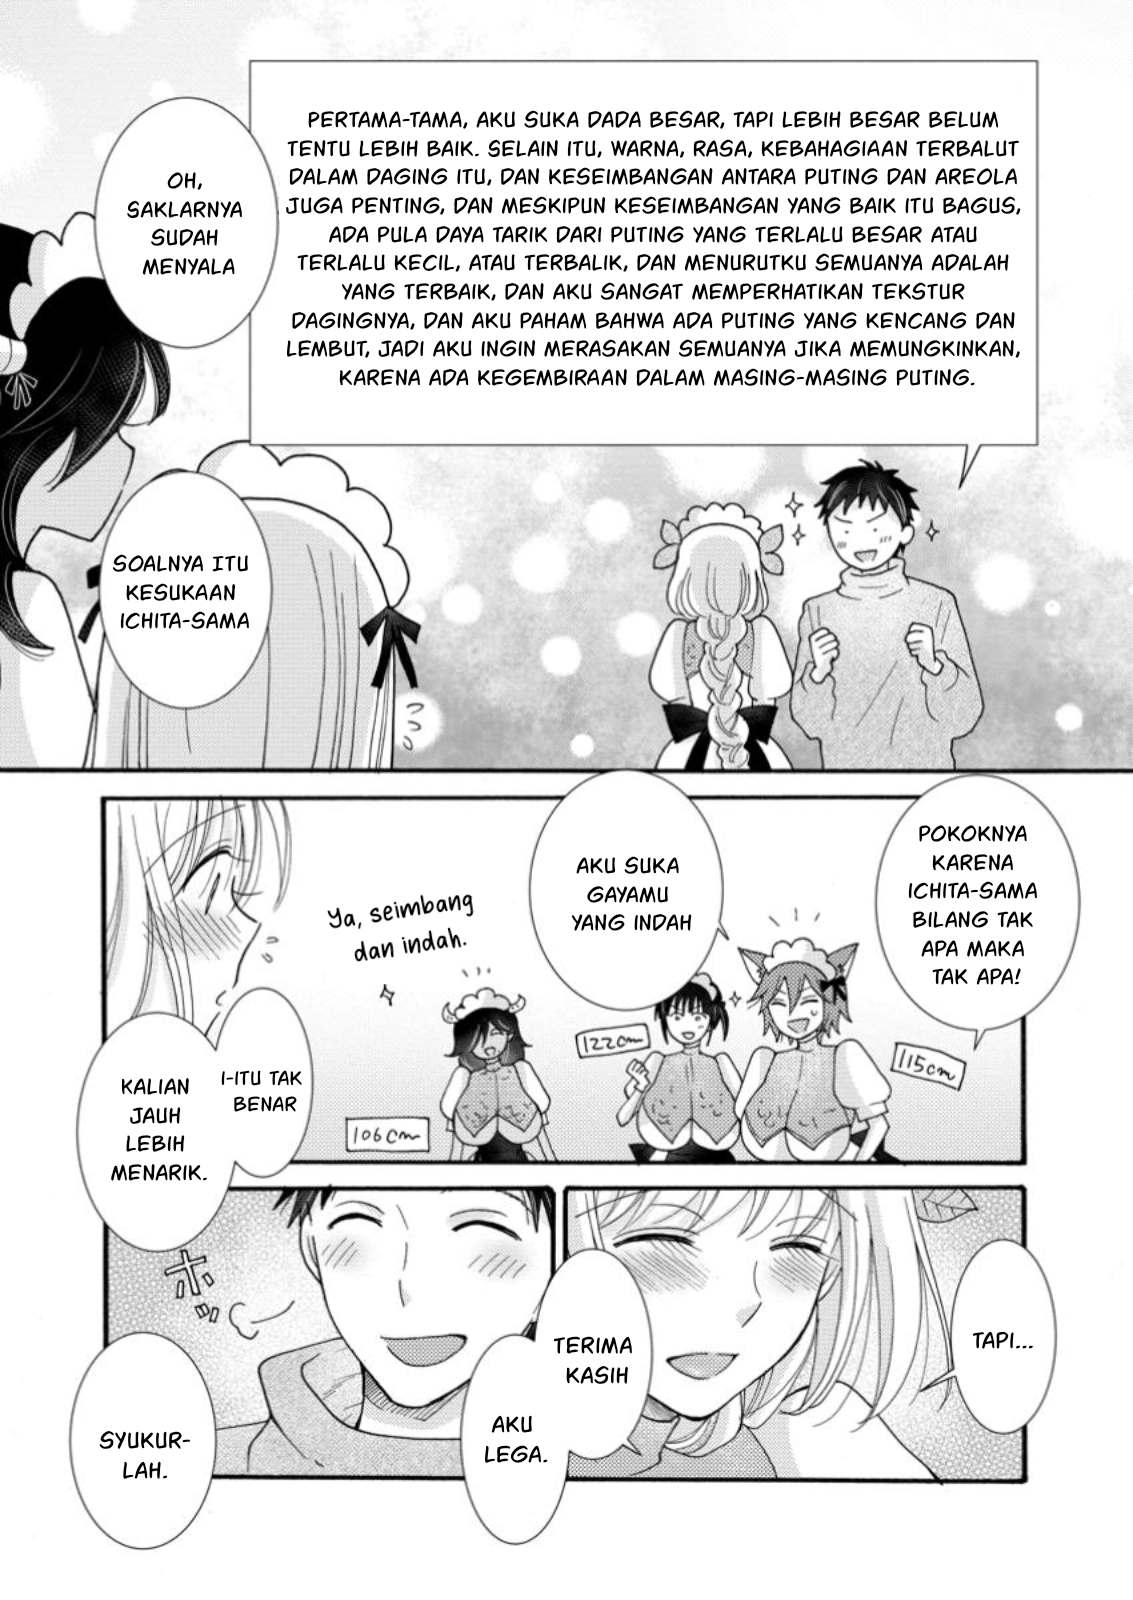 PERTAMA-TAMA, AKU SUKA DADA BESAR, TAPI LEBIH BESAR BELUM
TENTU LEBIH BAIK. SELAIN ITU, WARNA, RASA, KEBAHAGIAAN TERBALUT
DALAM DAGING ITU, DAN KESEIMBANGAN ANTARA PUTING DAN AREOLA
JUGA PENTING, DAN MESKIPUN KESEIMBANGAN YANG BAIK ITU BAGUS,
ADA PULA DAYA TARIK DARI PUTING YANG TERLALU BESAR ATAU
TERLALU KECIL, ATAU TERBALIK, DAN MENURUTKU SEMUANYA ADALAH
YANG TERBAIK, DAN AKU SANGAT MEMPERHATIKAN TEKSTUR
DAGINGNYA, DAN AKU PAHAM BAHWA ADA PUTING YANG KENCANG DAN
LEMBUT, JADI AKU INGIN MERASAKAN SEMUANYA JIKA MEMUNGKINKAN,
KARENA ADA KEGEMBIRAAN DALAM MASING-MASING PUTING.
OH,
SAKLARNYA
SUDAH
MENYALA
SOALNYA ITU
KESUKAAN
ICHITA-SAMA
POKOKNYA
KARENA
ICHITA-SAMA
BILANG TAK
APA MAKA
TAK APA!
AKU SUKA
GAYAMU
YANG INDAH
Ya, seimbang
dan indah.
115cm
122cm
106cm
I-ITU TAK
BENAR
KALIAN
JAUH
LEBIH
MENARIK.
TAPI...
TERIMA
KASIH
AKU
LEGA.
ホッ
SYUKUR-
LAH.